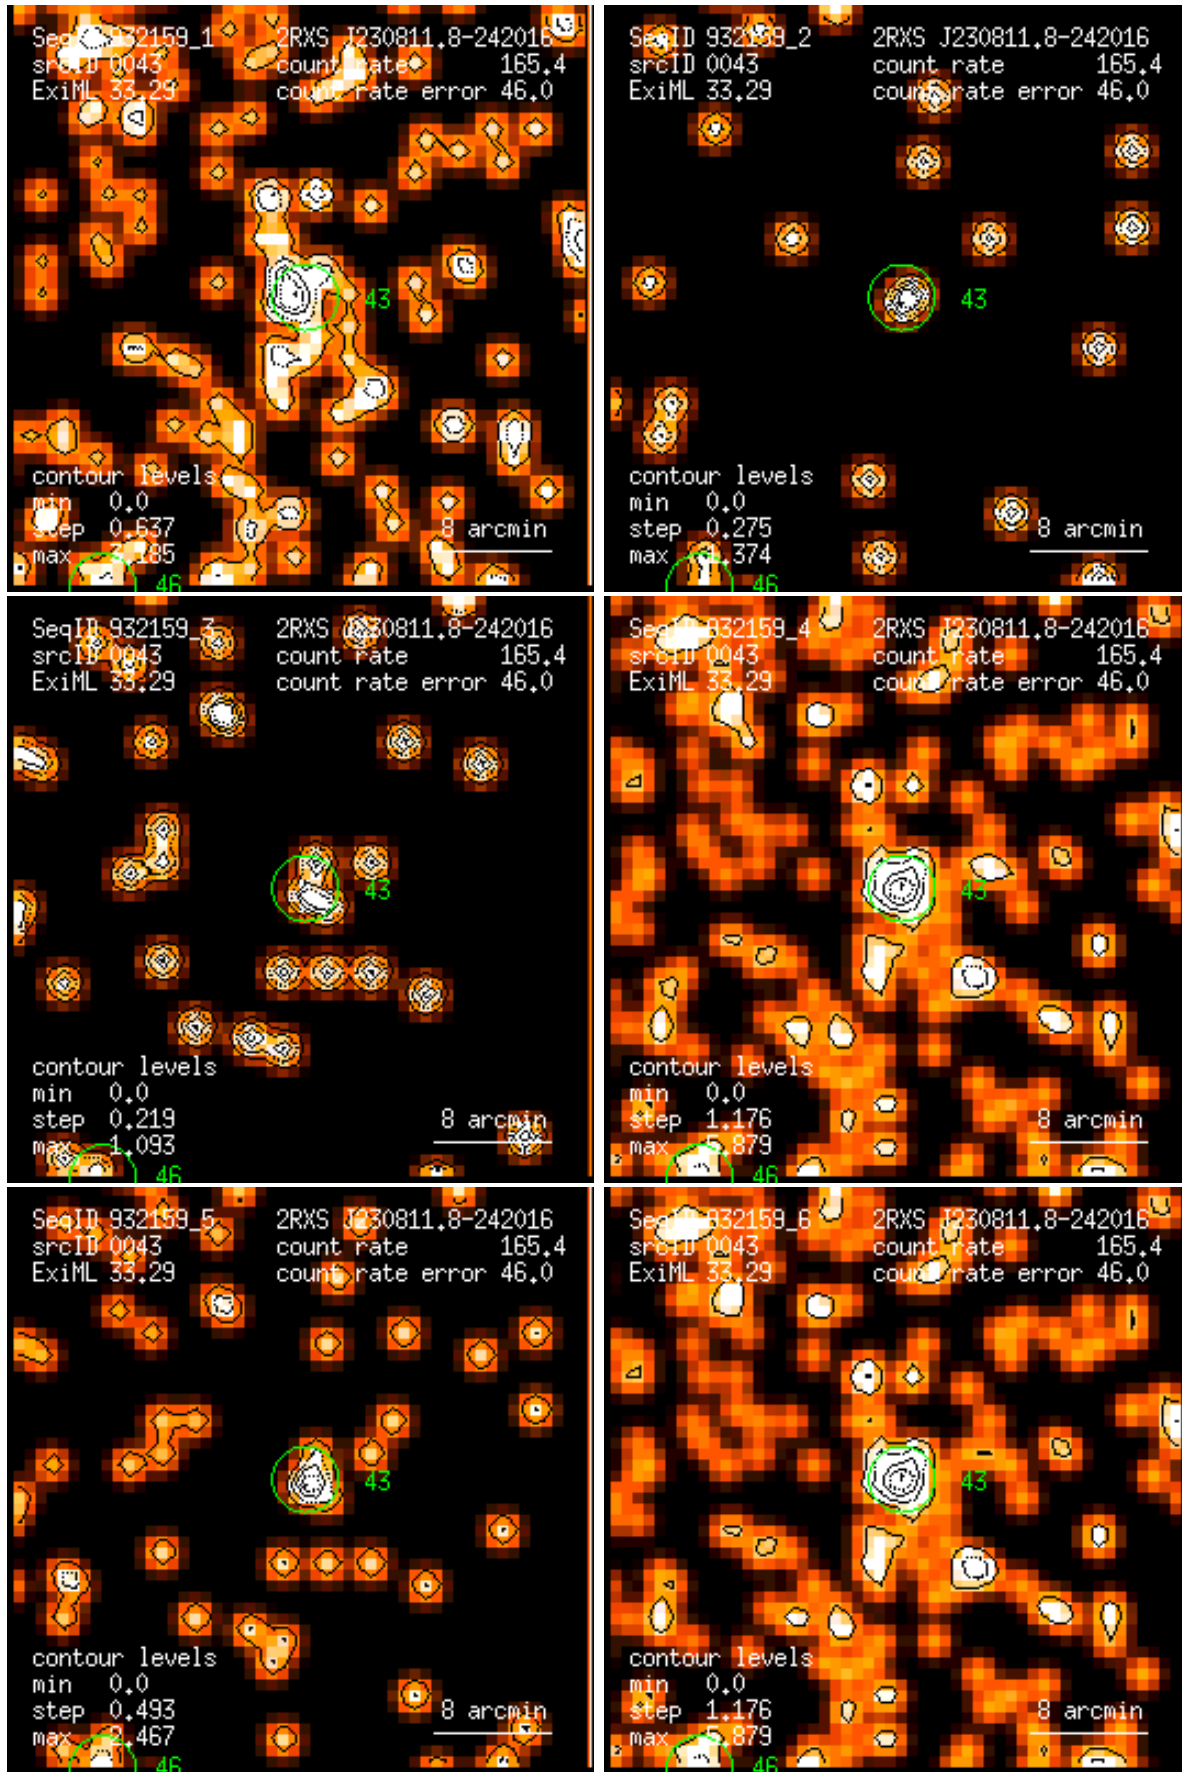 SeqID 932159_1 2RXS J230811.8-242016
srcID 0043 count rate 165.4
ExiML 33.29 count rate error 46.0
43
contour levels
min 0.0
step 0.637
max 3.185
8 arcmin
46
SeqID 932159_2 2RXS J230811.8-242016
srcID 0043 count rate 165.4
ExiML 33.29 count rate error 46.0
43
contour levels
min 0.0
step 0.275
max 1.374
8 arcmin
46
SeqID 932159_3 2RXS J230811.8-242016
srcID 0043 count rate 165.4
ExiML 33.29 count rate error 46.0
43
contour levels
min 0.0
step 0.219
max 1.093
8 arcmin
46
SeqID 932159_4 2RXS J230811.8-242016
srcID 0043 count rate 165.4
ExiML 33.29 count rate error 46.0
43
contour levels
min 0.0
step 1.176
max 5.879
8 arcmin
46
SeqID 932159_5 2RXS J230811.8-242016
srcID 0043 count rate 165.4
ExiML 33.29 count rate error 46.0
43
contour levels
min 0.0
step 0.493
max 2.467
8 arcmin
46
SeqID 932159_6 2RXS J230811.8-242016
srcID 0043 count rate 165.4
ExiML 33.29 count rate error 46.0
43
contour levels
min 0.0
step 1.176
max 5.879
8 arcmin
46